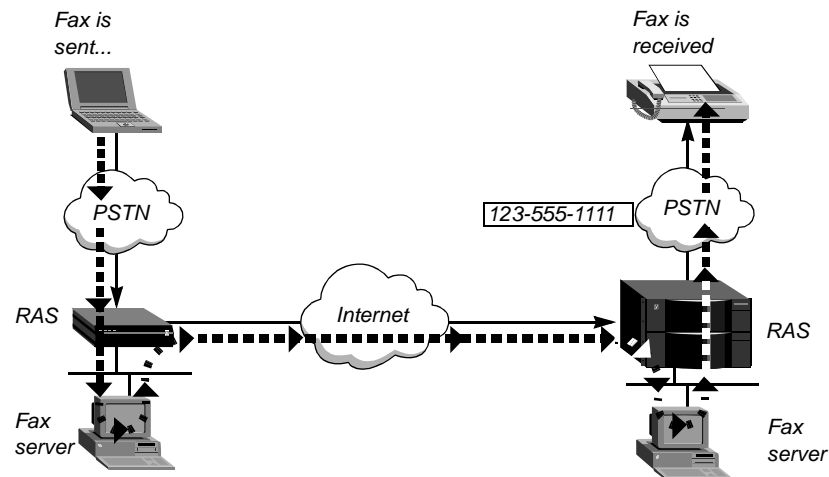 Fax is
sent...
Fax is
received
PSTN
123-555-1111
PSTN
RAS
Internet
RAS
Fax
server
Fax
server